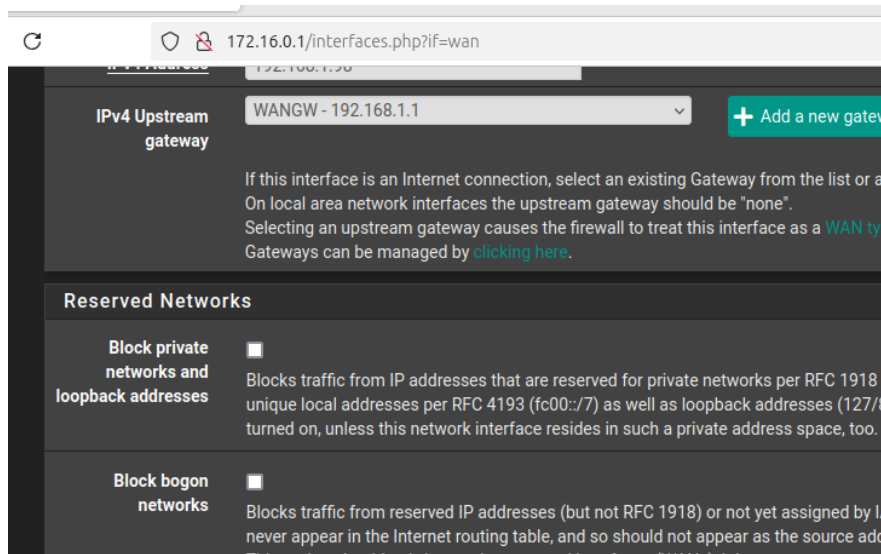 172.16.0.1/interfaces.php?if=wan
IPv4 Address
192.168.1.98
IPv4 Upstream
gateway
WANGW - 192.168.1.1
Add a new gatew
If this interface is an Internet connection, select an existing Gateway from the list or a
On local area network interfaces the upstream gateway should be "none".
Selecting an upstream gateway causes the firewall to treat this interface as a WAN ty
Gateways can be managed by clicking here.
Reserved Networks
Block private
networks and
loopback addresses
Blocks traffic from IP addresses that are reserved for private networks per RFC 1918
unique local addresses per RFC 4193 (fc00::/7) as well as loopback addresses (127/8
turned on, unless this network interface resides in such a private address space, too.
Block bogon
networks
Blocks traffic from reserved IP addresses (but not RFC 1918) or not yet assigned by I
never appear in the Internet routing table, and so should not appear as the source add